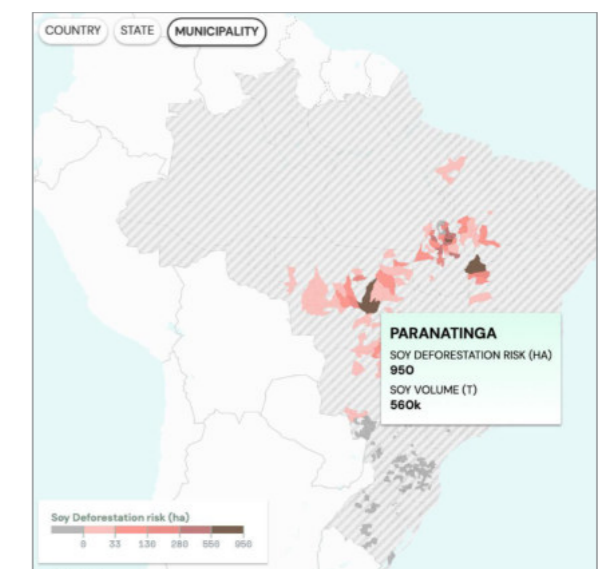 COUNTRY STATE MUNICIPALITY
PARANATINGA
SOY DEFORESTATION RISK (HA)
950
SOY VOLUME (T)
560k
Soy Deforestation risk (ha)
0 33 130 280 550 950